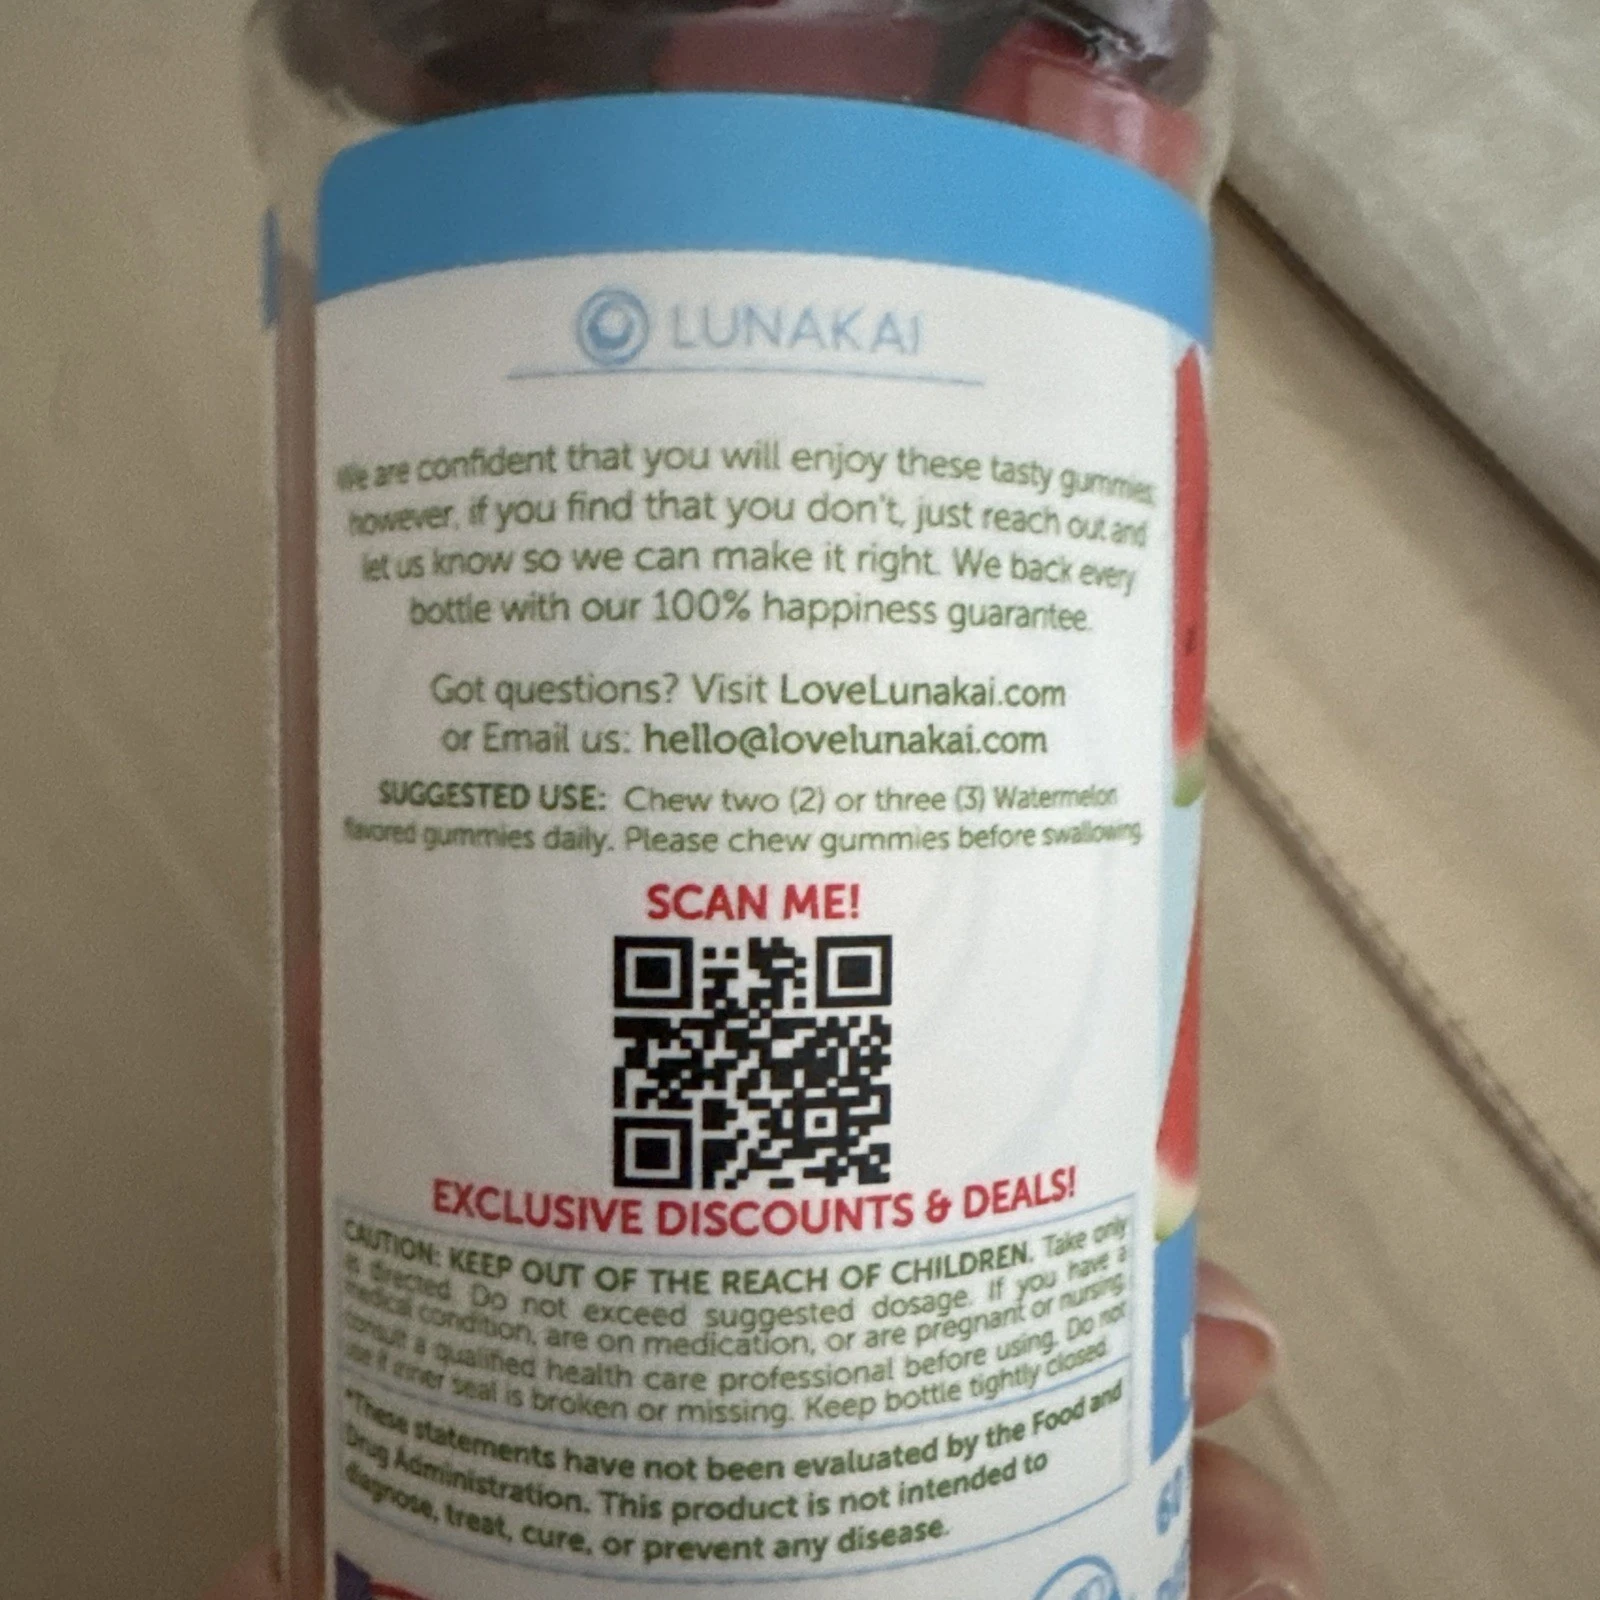 LUNAKAI
We are confident that you will enjoy these tasty gummies;
however, if you find that you don't, just reach out and
let us know so we can make it right. We back every
bottle with our 100% happiness guarantee.
Got questions? Visit LoveLunakai.com
or Email us: hello@lovelunakai.com
SUGGESTED USE: Chew two (2) or three (3) Watermelon
flavored gummies daily. Please chew gummies before swallowing.
SCAN ME!
EXCLUSIVE DISCOUNTS & DEALS!
CAUTION: KEEP OUT OF THE REACH OF CHILDREN. Take only
as directed. Do not exceed suggested dosage. If you have a
medical condition, are on medication, or are pregnant or nursing,
consult a qualified health care professional before using. Do not
use if inner seal is broken or missing. Keep bottle tightly closed.
*These statements have not been evaluated by the Food and
Drug Administration. This product is not intended to
diagnose, treat, cure, or prevent any disease.